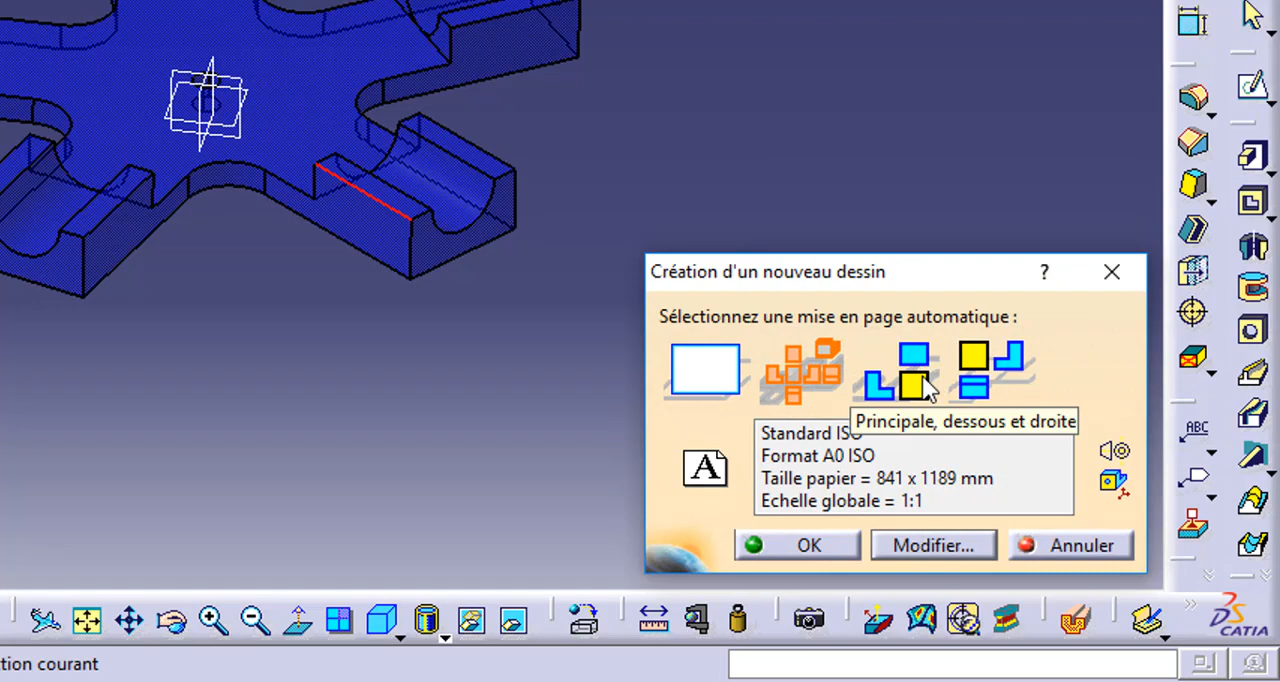 Création d'un nouveau dessin
?
Sélectionnez une mise en page automatique :
Principale, dessous et droite
A
Standard ISO
Format A0 ISO
Taille papier = 841 x 1189 mm
Echelle globale = 1:1
OK
Modifier...
Annuler
ABC
CATIA
tion courant